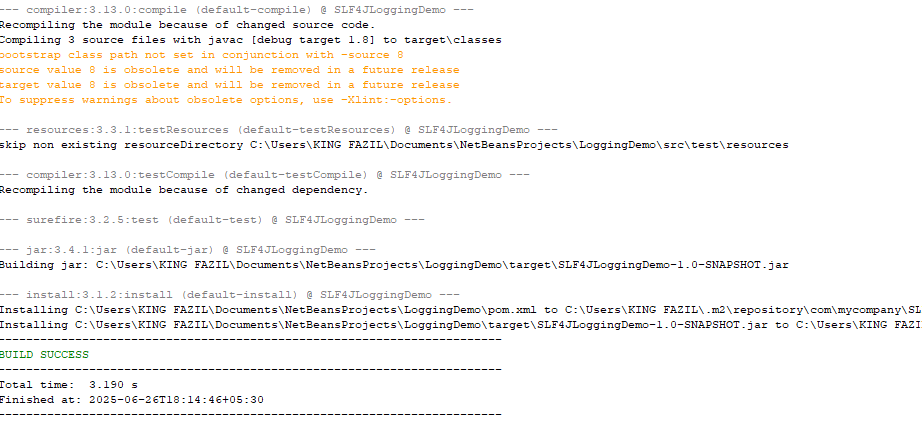 --- compiler:3.13.0:compile (default-compile) @ SLF4JLoggingDemo ---
Recompiling the module because of changed source code.
Compiling 3 source files with javac [debug target 1.8] to target\classes
bootstrap class path not set in conjunction with -source 8
source value 8 is obsolete and will be removed in a future release
target value 8 is obsolete and will be removed in a future release
To suppress warnings about obsolete options, use -Xlint:-options.
--- resources:3.3.1:testResources (default-testResources) @ SLF4JLoggingDemo ---
skip non existing resourceDirectory C:\Users\KING FAZIL\Documents\NetBeansProjects\LoggingDemo\src\test\resources
--- compiler:3.13.0:testCompile (default-testCompile) @ SLF4JLoggingDemo ---
Recompiling the module because of changed dependency.
--- surefire:3.2.5:test (default-test) @ SLF4JLoggingDemo ---
--- jar:3.4.1:jar (default-jar) @ SLF4JLoggingDemo ---
Building jar: C:\Users\KING FAZIL\Documents\NetBeansProjects\LoggingDemo\target\SLF4JLoggingDemo-1.0-SNAPSHOT.jar
--- install:3.1.2:install (default-install) @ SLF4JLoggingDemo ---
Installing C:\Users\KING FAZIL\Documents\NetBeansProjects\LoggingDemo\pom.xml to C:\Users\KING FAZIL\.m2\repository\com\mycompany\SL
Installing C:\Users\KING FAZIL\Documents\NetBeansProjects\LoggingDemo\target\SLF4JLoggingDemo-1.0-SNAPSHOT.jar to C:\Users\KING FAZI
------------------------------------------------------------------------
BUILD SUCCESS
------------------------------------------------------------------------
Total time:  3.190 s
Finished at: 2025-06-26T18:14:46+05:30
------------------------------------------------------------------------